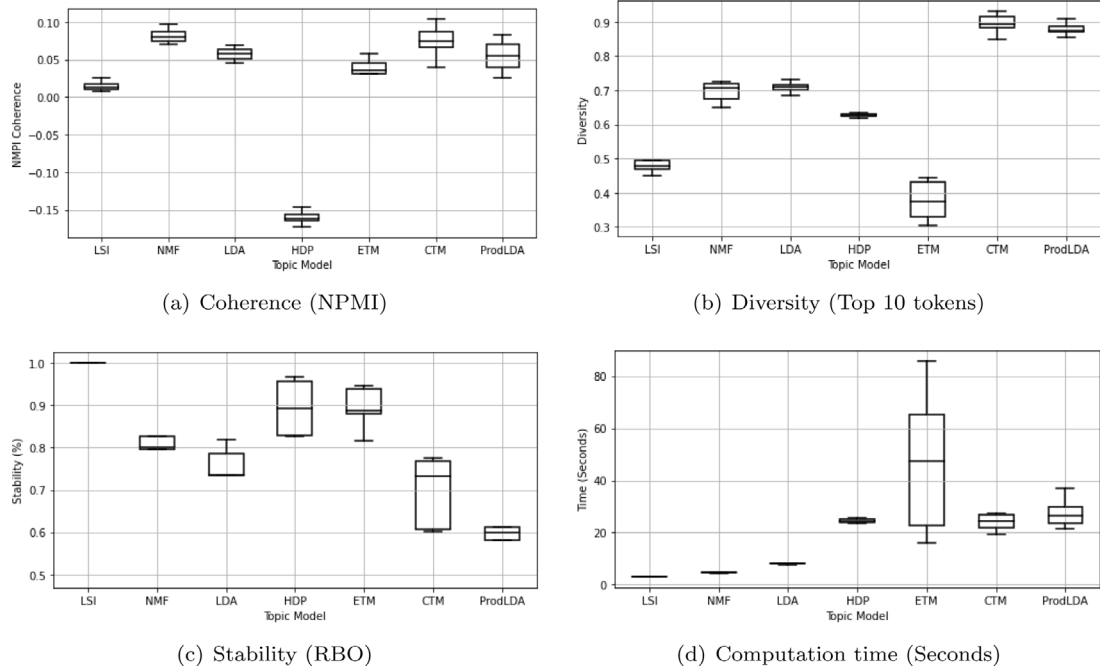 0.10
0.05
0.00
−0.05
−0.10
−0.15
NMPI Coherence
LSI NMF LDA HDP ETM CTM ProdLDA
Topic Model
(a) Coherence (NPMI)
0.9
0.8
0.7
0.6
0.5
0.4
0.3
Diversity
LSI NMF LDA HDP ETM CTM ProdLDA
Topic Model
(b) Diversity (Top 10 tokens)
1.0
0.9
0.8
0.7
0.6
0.5
Stability (%)
LSI NMF LDA HDP ETM CTM ProdLDA
Topic Model
(c) Stability (RBO)
80
60
40
20
0
Time (Seconds)
LSI NMF LDA HDP ETM CTM ProdLDA
Topic Model
(d) Computation time (Seconds)